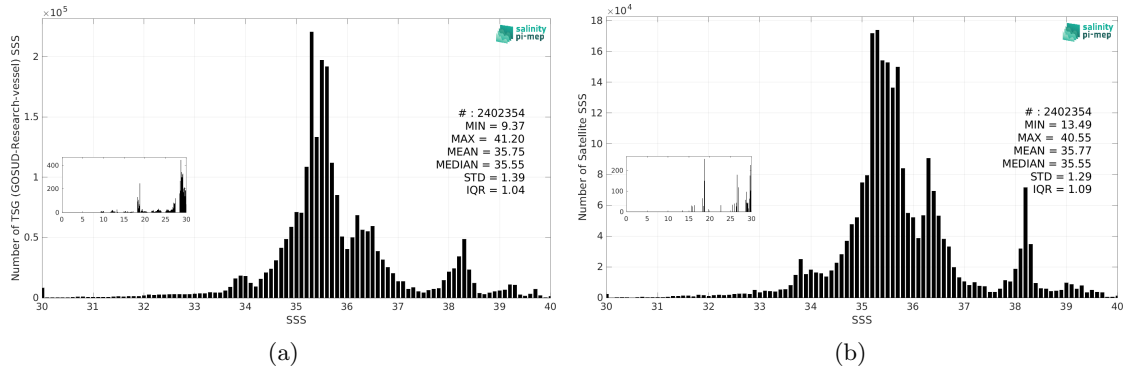 ×10^5
salinity
pi-mep
# : 2402354
MIN = 9.37
MAX = 41.20
MEAN = 35.75
MEDIAN = 35.55
STD = 1.39
IQR = 1.04
Number of TSG (GOSUD-Research-vessel) SSS
2
1.5
1
0.5
0
400
200
0
0 5 10 15 20 25 30
30 31 32 33 34 35 36 37 38 39 40
SSS
(a)
×10^4
salinity
pi-mep
# : 2402354
MIN = 13.49
MAX = 40.55
MEAN = 35.77
MEDIAN = 35.55
STD = 1.29
IQR = 1.09
Number of Satellite SSS
18
16
14
12
10
8
6
4
2
0
200
0
0 5 10 15 20 25 30
30 31 32 33 34 35 36 37 38 39 40
SSS
(b)